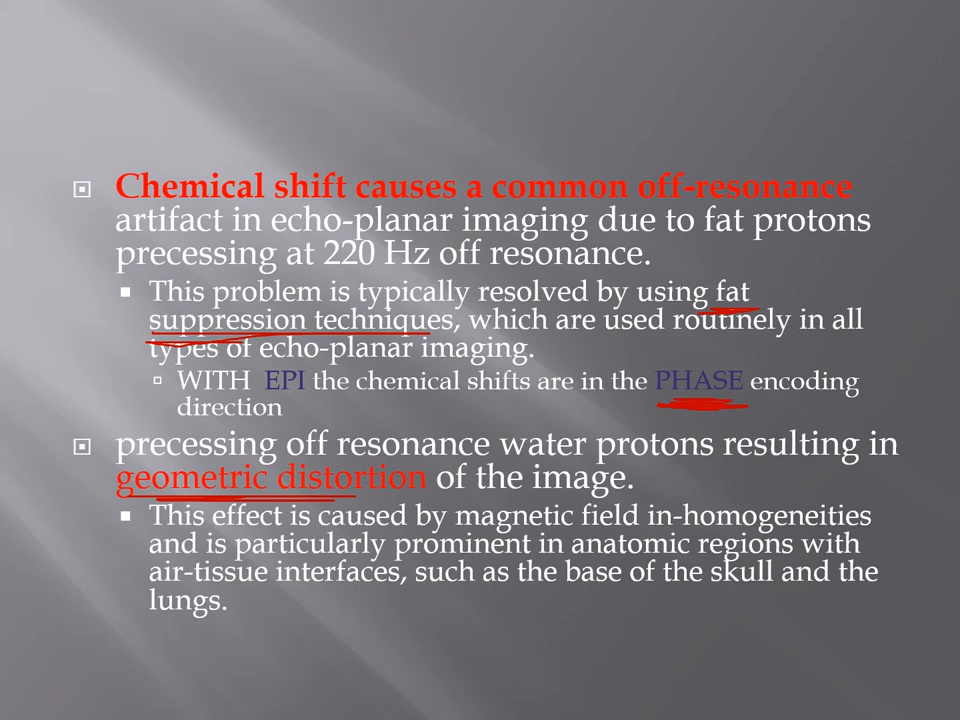 Chemical shift causes a common off-resonance
artifact in echo-planar imaging due to fat protons
precessing at 220 Hz off resonance.
This problem is typically resolved by using fat
suppression techniques, which are used routinely in all
types of echo-planar imaging.
WITH EPI the chemical shifts are in the PHASE encoding
direction
precessing off resonance water protons resulting in
geometric distortion of the image.
This effect is caused by magnetic field in-homogeneities
and is particularly prominent in anatomic regions with
air-tissue interfaces, such as the base of the skull and the
lungs.